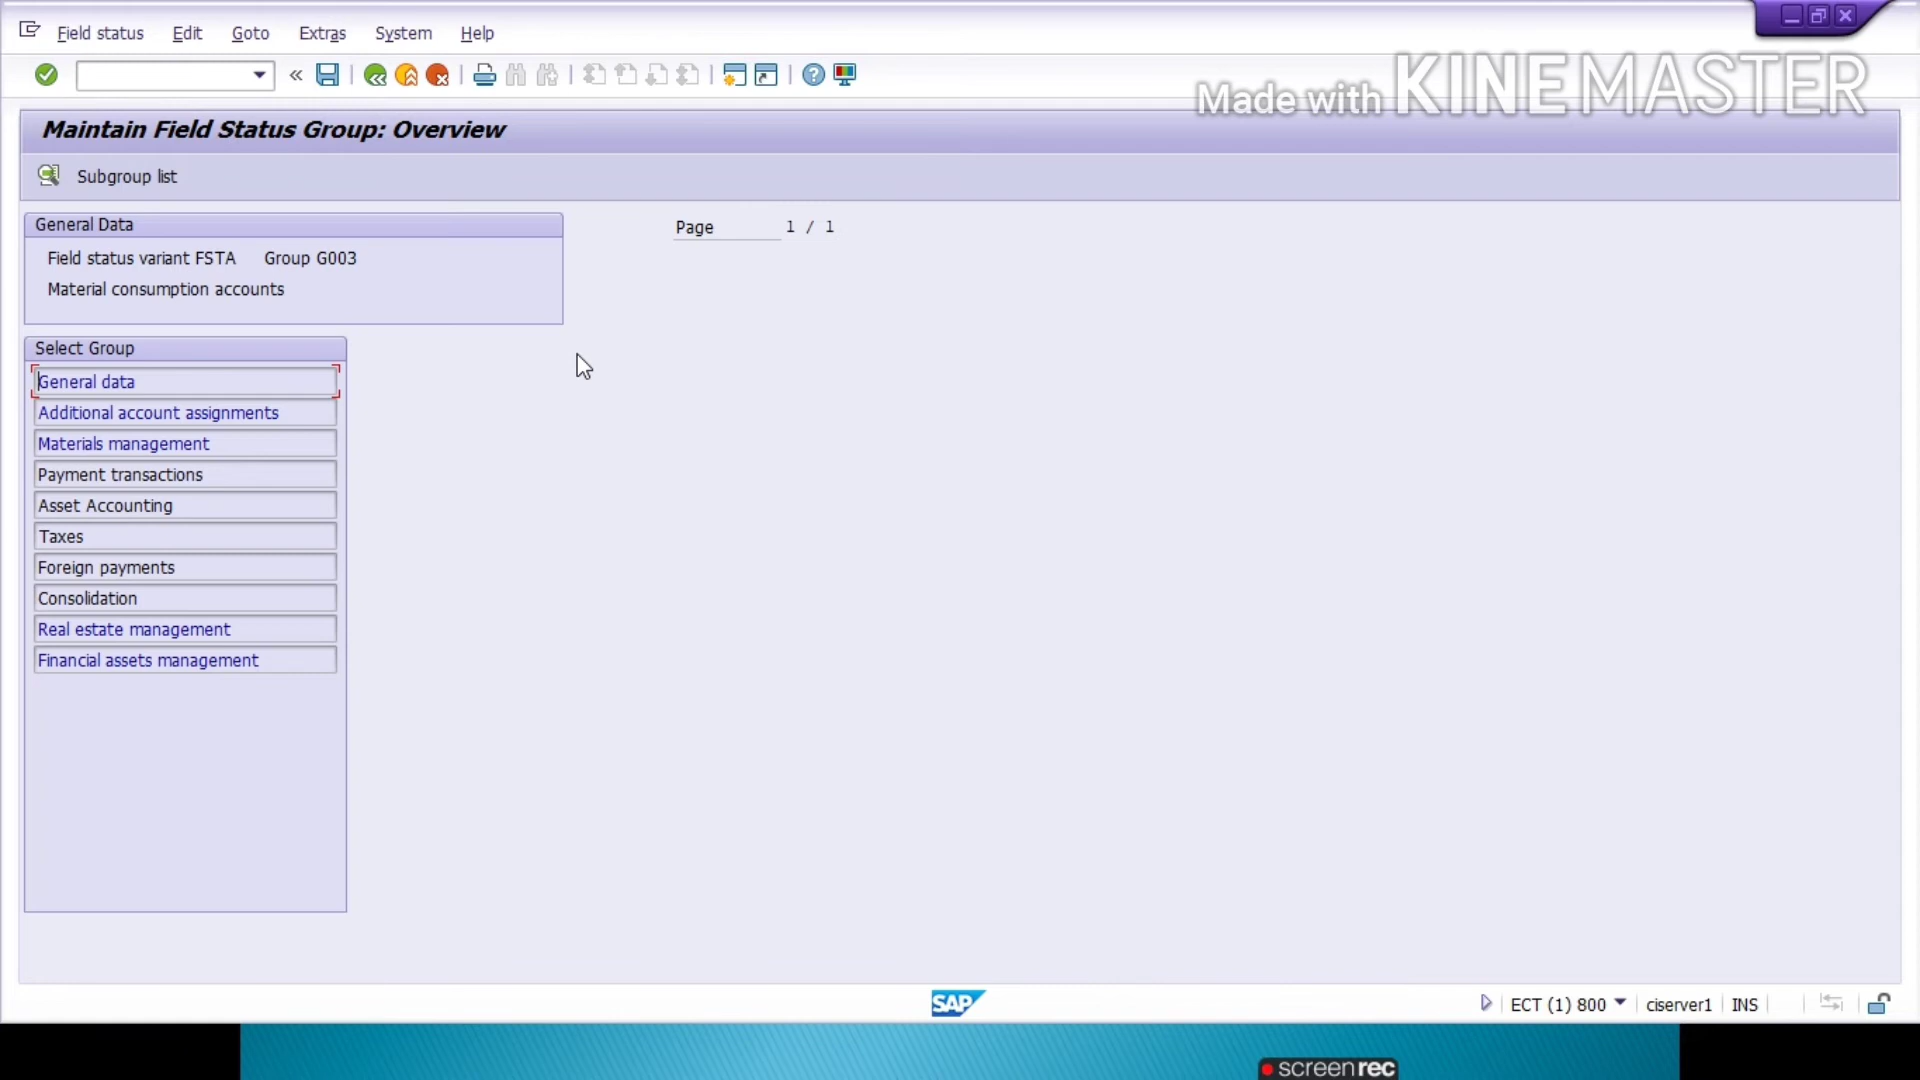 Field status Edit Goto Extras System Help
Made with KINEMASTER
Maintain Field Status Group: Overview
Subgroup list
General Data
Page 1 / 1
Field status variant FSTA Group G003
Material consumption accounts
Select Group
General data
Additional account assignments
Materials management
Payment transactions
Asset Accounting
Taxes
Foreign payments
Consolidation
Real estate management
Financial assets management
SAP
ECT (1) 800 ciserver1 INS
screenrec